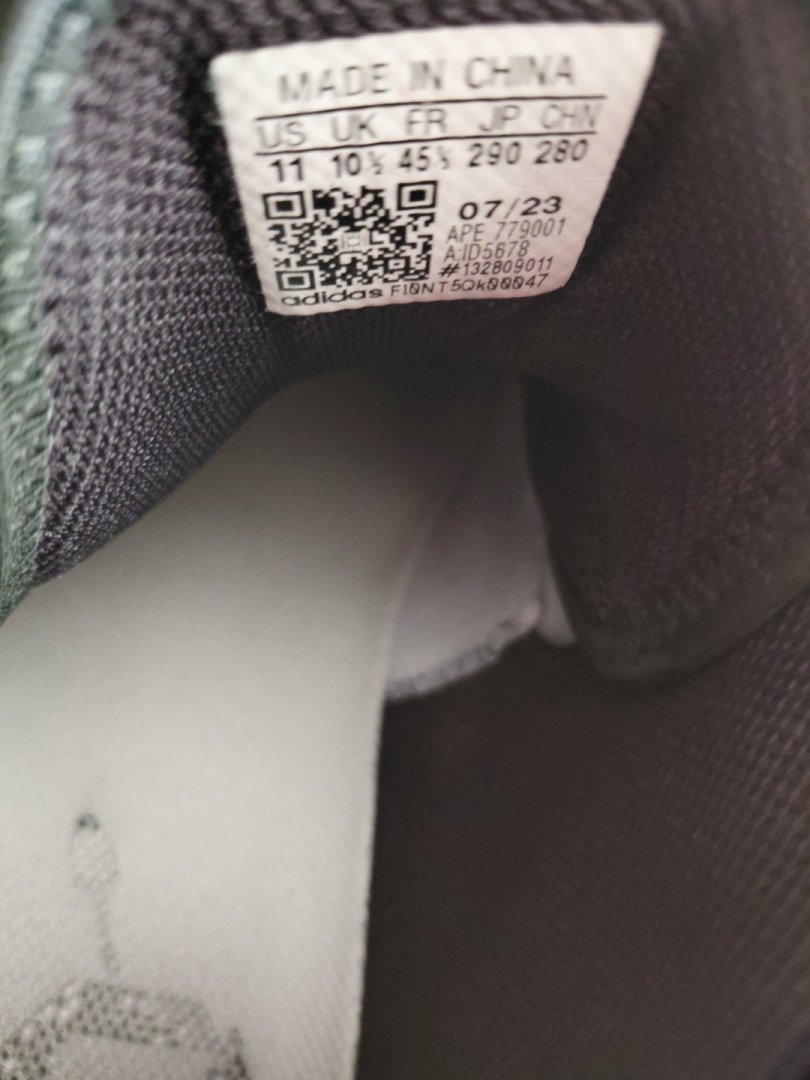 MADE IN CHINA
US UK FR JP CHN
11 10½ 45⅓ 290 280
07/23
APE 779001
A:ID5678
#132809011
adidas FI0NT5Qk00047